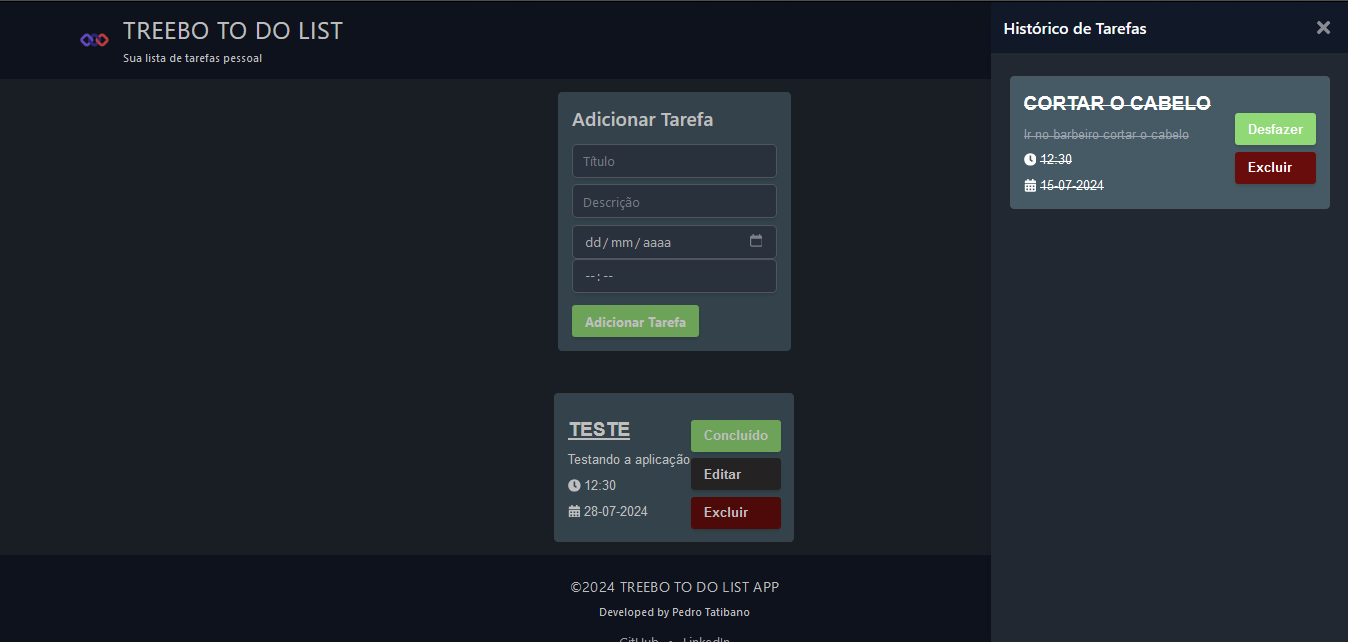 TREEBO TO DO LIST
Sua lista de tarefas pessoal
Adicionar Tarefa
Título
Descrição
dd/mm/aaaa
--:--
Adicionar Tarefa
TESTE
Testando a aplicação
12:30
28-07-2024
Concluído
Editar
Excluir
©2024 TREEBO TO DO LIST APP
Developed by Pedro Tatibano
GitHub • LinkedIn
Histórico de Tarefas
CORTAR O CABELO
Ir no barbeiro cortar o cabelo
12:30
15-07-2024
Desfazer
Excluir